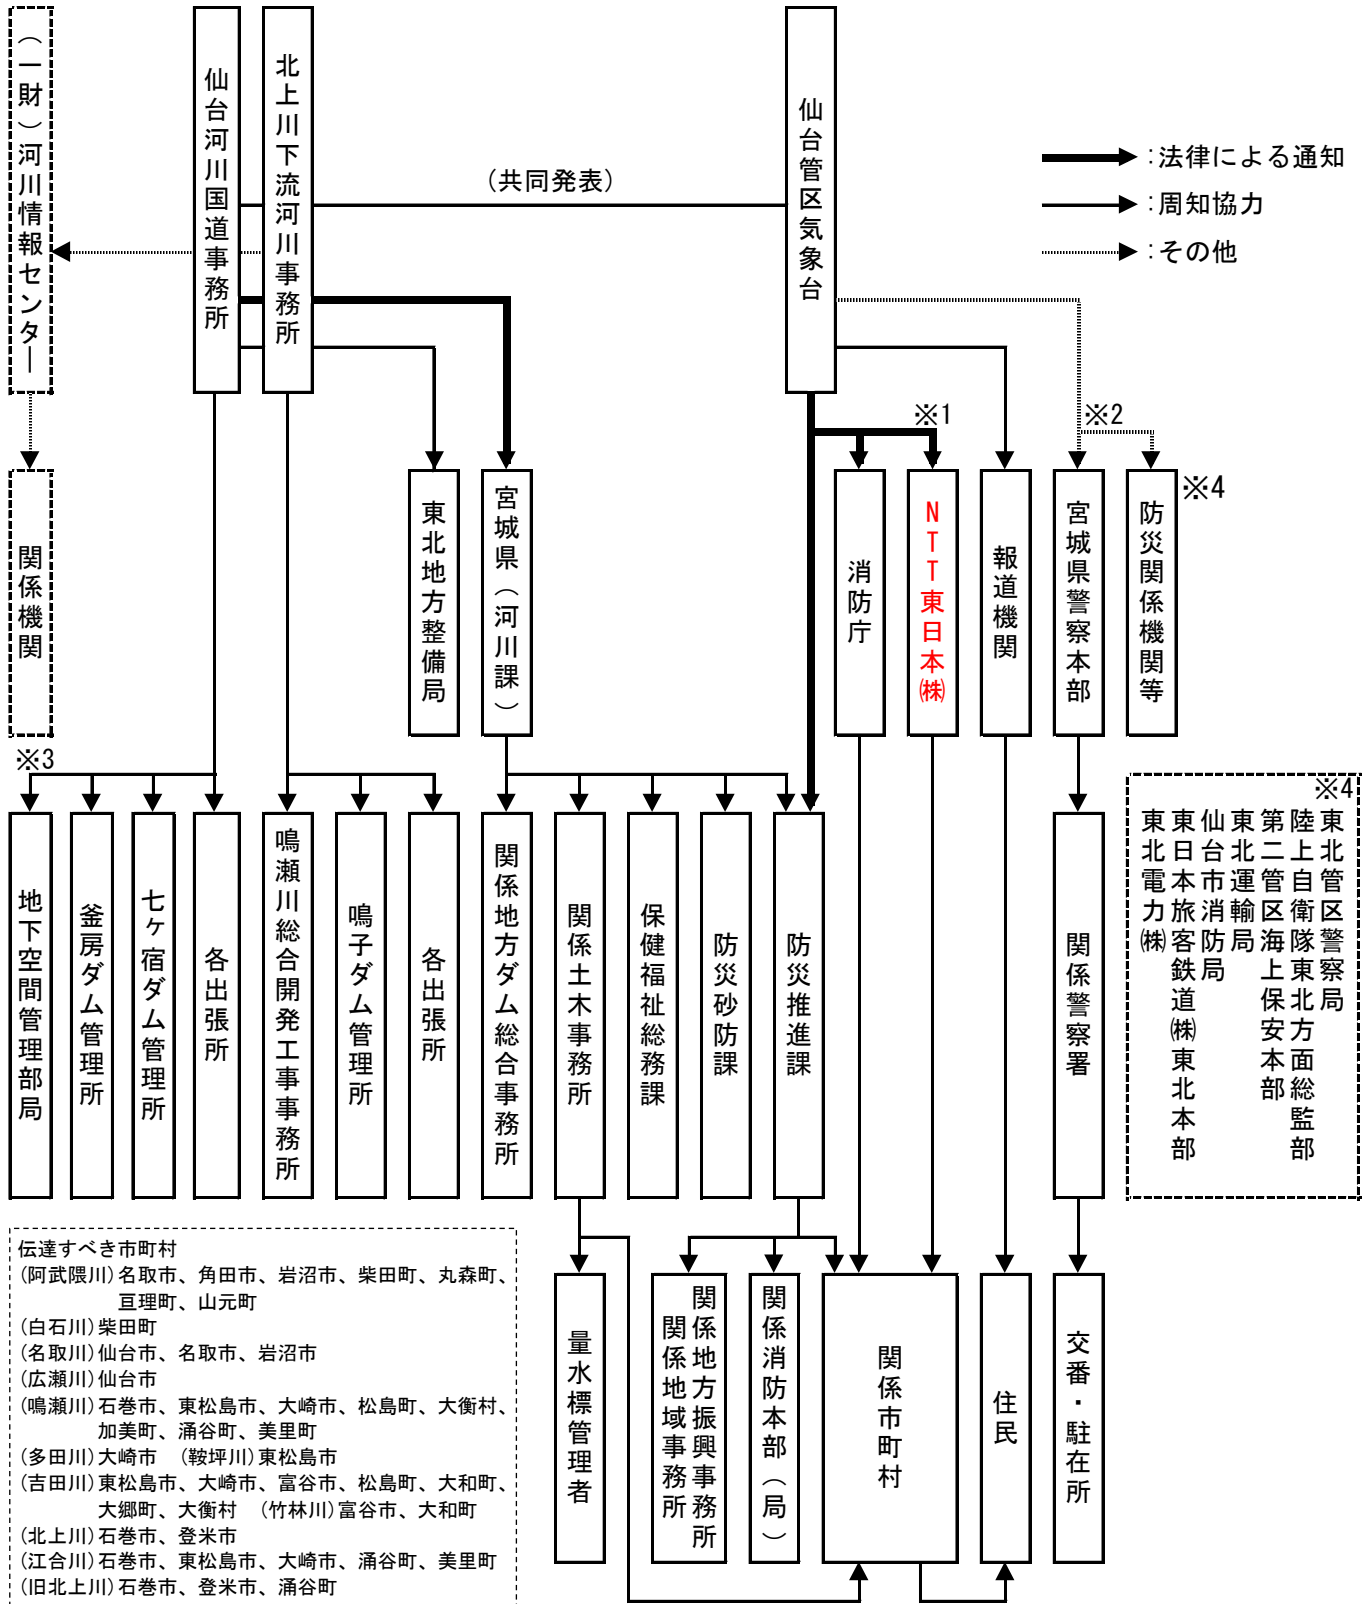 （一財）河川情報センター
仙台河川国道事務所
北上川下流河川事務所
(共同発表)
仙台管区気象台
:法律による通知
:周知協力
:その他
※1
※2
関係機関
東北地方整備局
宮城県（河川課）
消防庁
NTT東日本㈱
報道機関
宮城県警察本部
防災関係機関等
※4
※3
地下空間管理部局
釜房ダム管理所
七ヶ宿ダム管理所
各出張所
鳴瀬川総合開発工事事務所
鳴子ダム管理所
各出張所
関係地方ダム総合事務所
関係土木事務所
保健福祉総務課
防災砂防課
防災推進課
関係警察署
※4
東北管区警察局
陸上自衛隊東北方面総監部
第二管区海上保安本部
東北運輸局
仙台市消防局
東日本旅客鉄道㈱東北本部
東北電力㈱
量水標管理者
関係地方振興事務所
関係地域事務所
関係消防本部（局）
関係市町村
住民
交番・駐在所
伝達すべき市町村
(阿武隈川)名取市、角田市、岩沼市、柴田町、丸森町、
亘理町、山元町
(白石川)柴田町
(名取川)仙台市、名取市、岩沼市
(広瀬川)仙台市
(鳴瀬川)石巻市、東松島市、大崎市、松島町、大衡村、
加美町、涌谷町、美里町
(多田川)大崎市　(鞍坪川)東松島市
(吉田川)東松島市、大崎市、富谷市、松島町、大和町、
大郷町、大衡村　(竹林川)富谷市、大和町
(北上川)石巻市、登米市
(江合川)石巻市、東松島市、大崎市、涌谷町、美里町
(旧北上川)石巻市、登米市、涌谷町